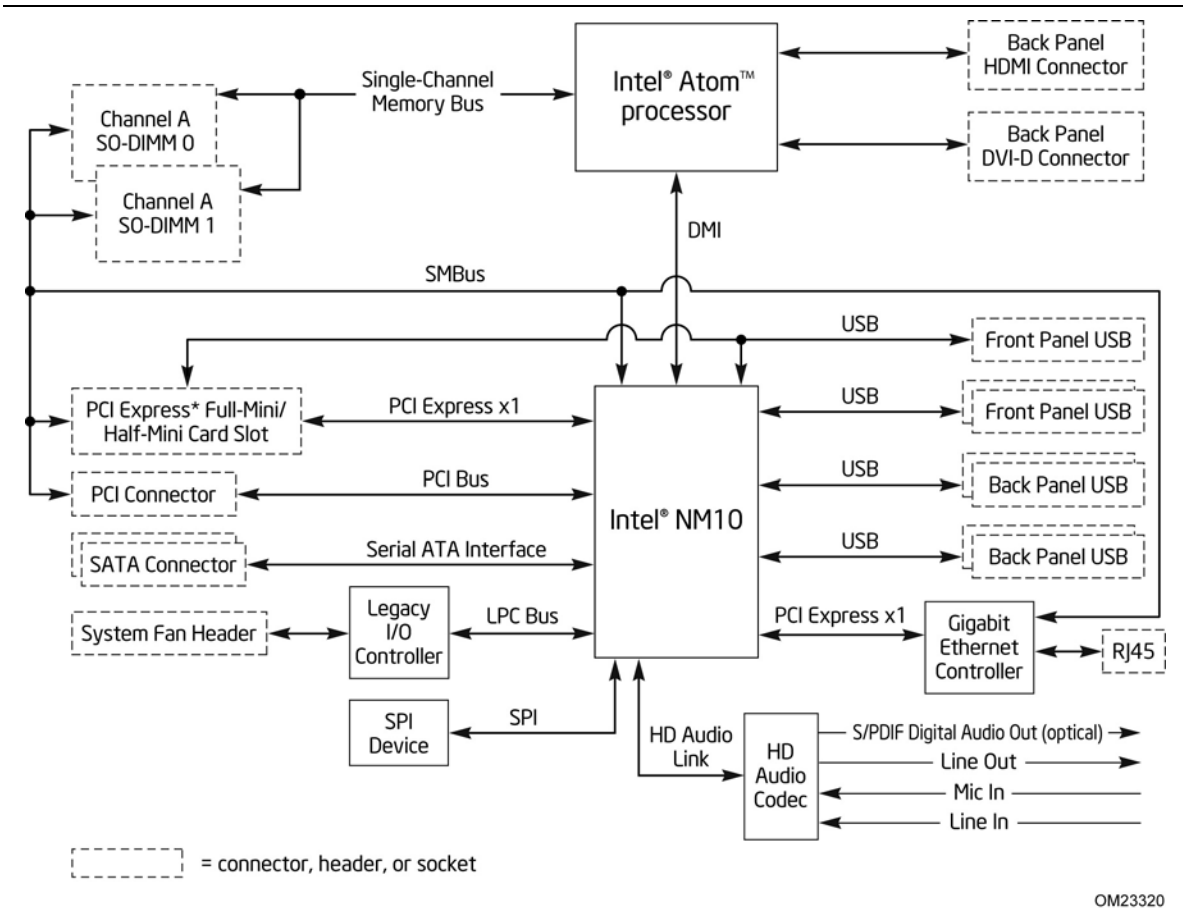 Back Panel
HDMI Connector
Intel® Atom™
processor
Single-Channel
Memory Bus
Channel A
SO-DIMM 0
Back Panel
DVI-D Connector
Channel A
SO-DIMM 1
DMI
SMBus
USB
Front Panel USB
PCI Express* Full-Mini/
Half-Mini Card Slot
PCI Express x1
USB
Front Panel USB
PCI Connector
PCI Bus
Intel® NM10
USB
Back Panel USB
SATA Connector
Serial ATA Interface
USB
Back Panel USB
System Fan Header
Legacy
I/O
Controller
LPC Bus
PCI Express x1
Gigabit
Ethernet
Controller
RJ45
SPI
Device
SPI
HD Audio
Link
HD
Audio
Codec
S/PDIF Digital Audio Out (optical)
Line Out
Mic In
Line In
= connector, header, or socket
OM23320